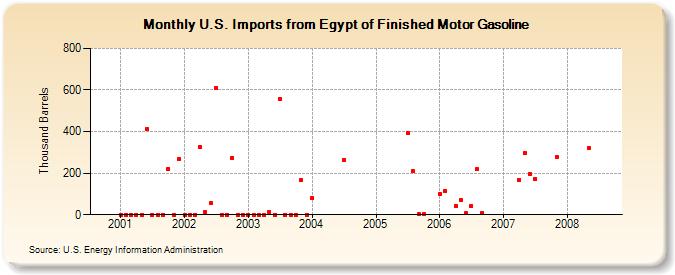 Monthly U.S. Imports from Egypt of Finished Motor Gasoline
Thousand Barrels
800
600
400
200
0
2001 2002 2003 2004 2005 2006 2007 2008
Source: U.S. Energy Information Administration